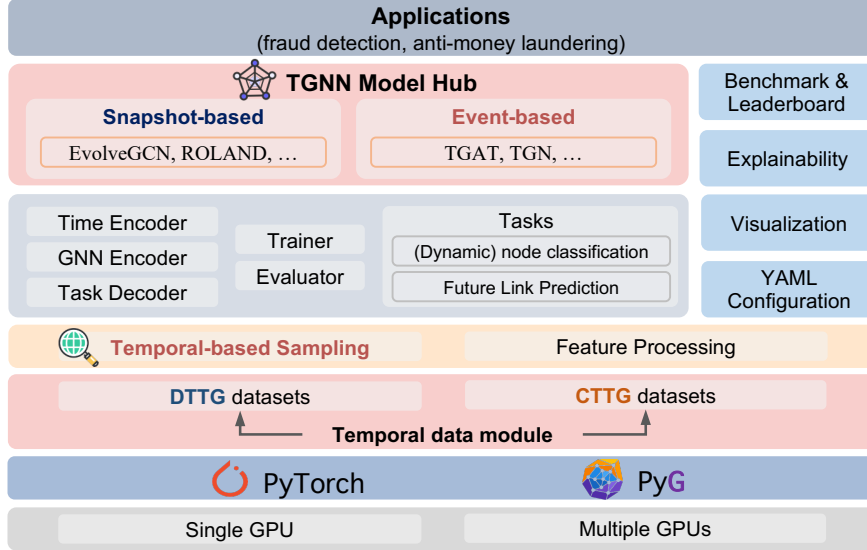 Applications
(fraud detection, anti-money laundering)
TGNN Model Hub
Snapshot-based
EvolveGCN, ROLAND, …
Event-based
TGAT, TGN, …
Benchmark &
Leaderboard
Explainability
Visualization
YAML
Configuration
Time Encoder
GNN Encoder
Task Decoder
Trainer
Evaluator
Tasks
(Dynamic) node classification
Future Link Prediction
Temporal-based Sampling
Feature Processing
DTTG datasets
CTTG datasets
Temporal data module
PyTorch
PyG
Single GPU
Multiple GPUs